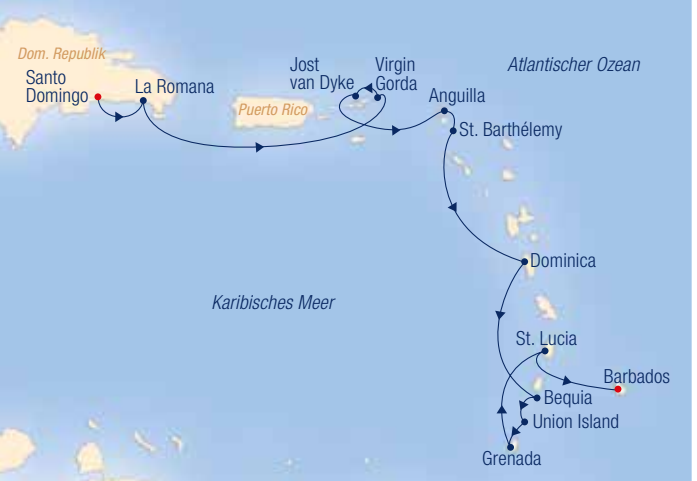 Dom. Republik
Santo
Domingo
La Romana
Puerto Rico
Jost
van Dyke
Virgin
Gorda
Atlantischer Ozean
Anguilla
St. Barthélemy
Dominica
Karibisches Meer
St. Lucia
Barbados
Bequia
Union Island
Grenada